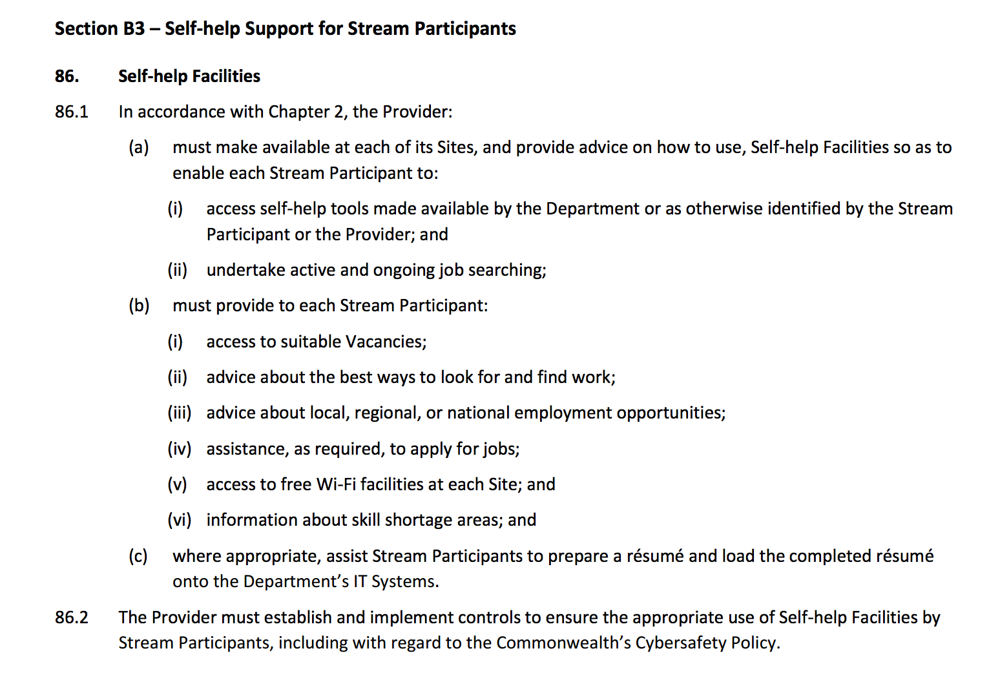 Section B3 – Self-help Support for Stream Participants
86. Self-help Facilities
86.1 In accordance with Chapter 2, the Provider:
(a) must make available at each of its Sites, and provide advice on how to use, Self-help Facilities so as to
enable each Stream Participant to:
(i) access self-help tools made available by the Department or as otherwise identified by the Stream
Participant or the Provider; and
(ii) undertake active and ongoing job searching;
(b) must provide to each Stream Participant:
(i) access to suitable Vacancies;
(ii) advice about the best ways to look for and find work;
(iii) advice about local, regional, or national employment opportunities;
(iv) assistance, as required, to apply for jobs;
(v) access to free Wi-Fi facilities at each Site; and
(vi) information about skill shortage areas; and
(c) where appropriate, assist Stream Participants to prepare a résumé and load the completed résumé
onto the Department’s IT Systems.
86.2 The Provider must establish and implement controls to ensure the appropriate use of Self-help Facilities by
Stream Participants, including with regard to the Commonwealth’s Cybersafety Policy.